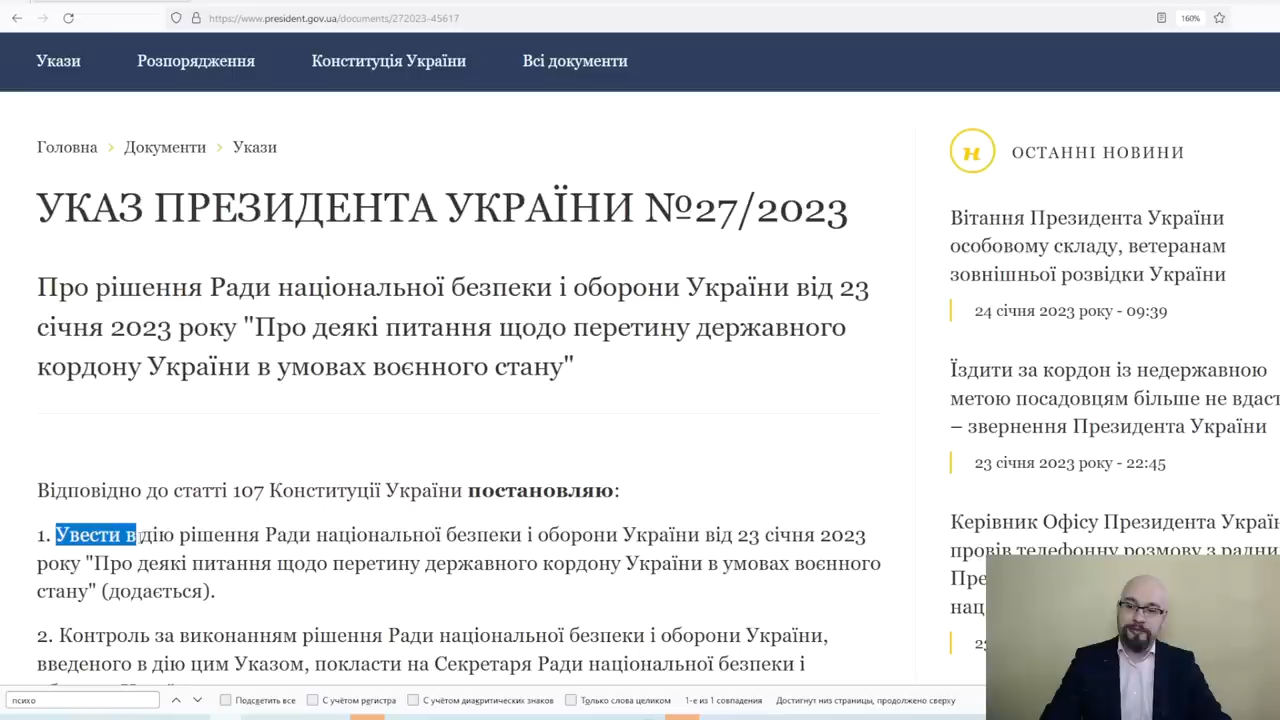 https://www.president.gov.ua/documents/272023-45617
160%
Укази
Розпорядження
Конституція України
Всі документи
Головна
Документи
Укази
УКАЗ ПРЕЗИДЕНТА УКРАЇНИ №27/2023
Про рішення Ради національної безпеки і оборони України від 23
січня 2023 року "Про деякі питання щодо перетину державного
кордону України в умовах воєнного стану"
Відповідно до статті 107 Конституції України постановляю:
1. Увести в дію рішення Ради національної безпеки і оборони України від 23 січня 2023
року "Про деякі питання щодо перетину державного кордону України в умовах воєнного
стану" (додається).
2. Контроль за виконанням рішення Ради національної безпеки і оборони України,
введеного в дію цим Указом, покласти на Секретаря Ради національної безпеки і
н
ОСТАННІ НОВИНИ
Вітання Президента України
особовому складу, ветеранам
зовнішньої розвідки України
24 січня 2023 року - 09:39
Їздити за кордон із недержавною
метою посадовцям більше не вдаст
– звернення Президента України
23 січня 2023 року - 22:45
Керівник Офісу Президента Україн
провів телефонну розмову з радни
Пре
нац
23
психо
Подсветить все
С учётом регистра
С учётом диакритических знаков
Только слова целиком
1-е из 1 совпадения
Достигнут низ страницы, продолжено сверху